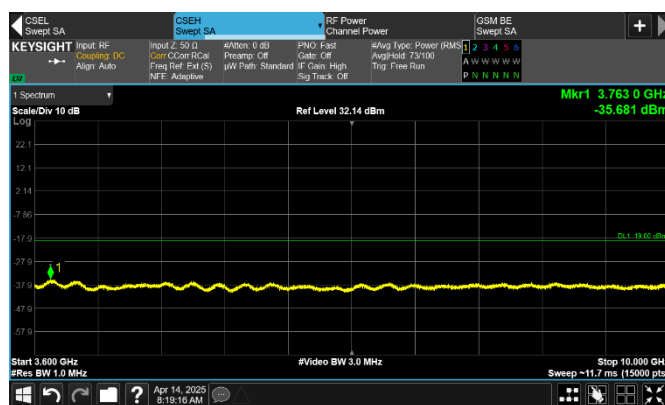 CSEL
Swept SA
CSEH
Swept SA
RF Power
Channel Power
GSM BE
Swept SA
+
KEYSIGHT
Input: RF
Coupling: DC
Align: Auto
Input Z: 50 Ω
Corr CCorr RCal
Freq Ref: Ext (S)
NFE: Adaptive
#Atten: 0 dB
Preamp: Off
µW Path: Standard
PNO: Fast
Gate: Off
IF Gain: High
Sig Track: Off
#Avg Type: Power (RMS
Avg|Hold: 73/100
Trig: Free Run
1 2 3 4 5 6
A W W W W W
P N N N N N
LXI
1 Spectrum
Scale/Div 10 dB
Ref Level 32.14 dBm
Mkr1 3.763 0 GHz
-35.681 dBm
Log
22.1
12.1
2.14
-7.86
-17.9
DL1 -19.00 dBm
-27.9
1
-37.9
-47.9
-57.9
Start 3.600 GHz
#Video BW 3.0 MHz
Stop 10.000 GHz
#Res BW 1.0 MHz
Sweep ~11.7 ms (15000 pts
?
Apr 14, 2025
8:19:16 AM